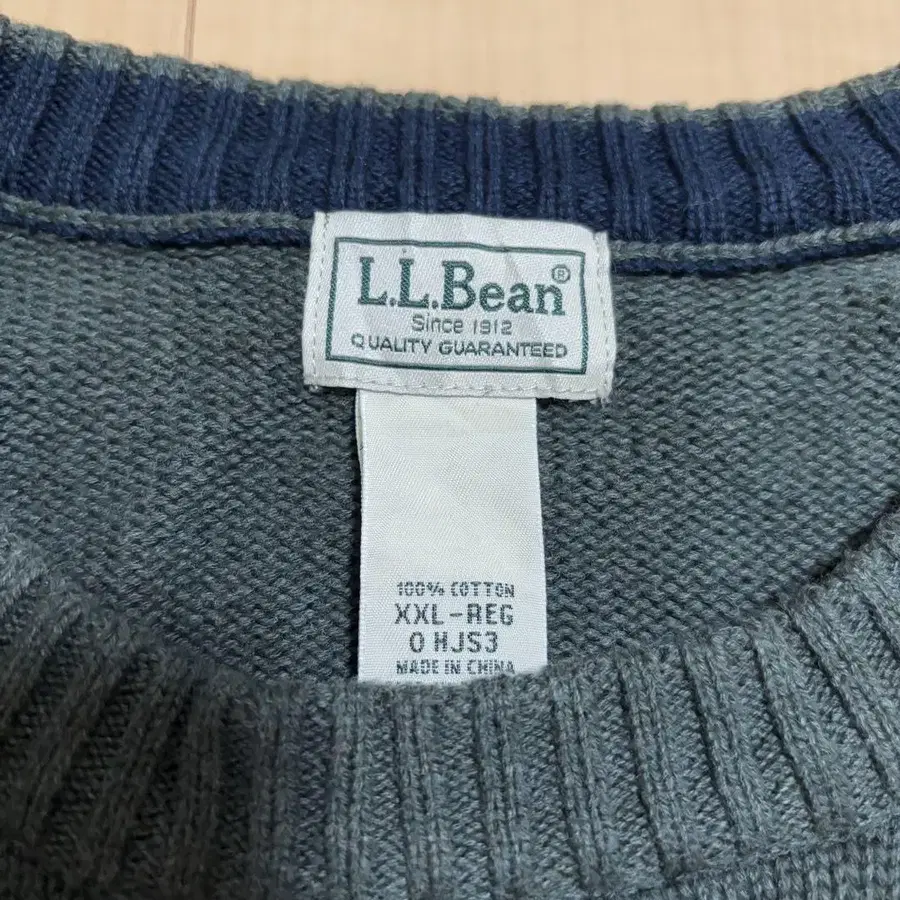 L.L.Bean®
Since 1912
QUALITY GUARANTEED
100% COTTON
XXL-REG
0 HJS3
MADE IN CHINA